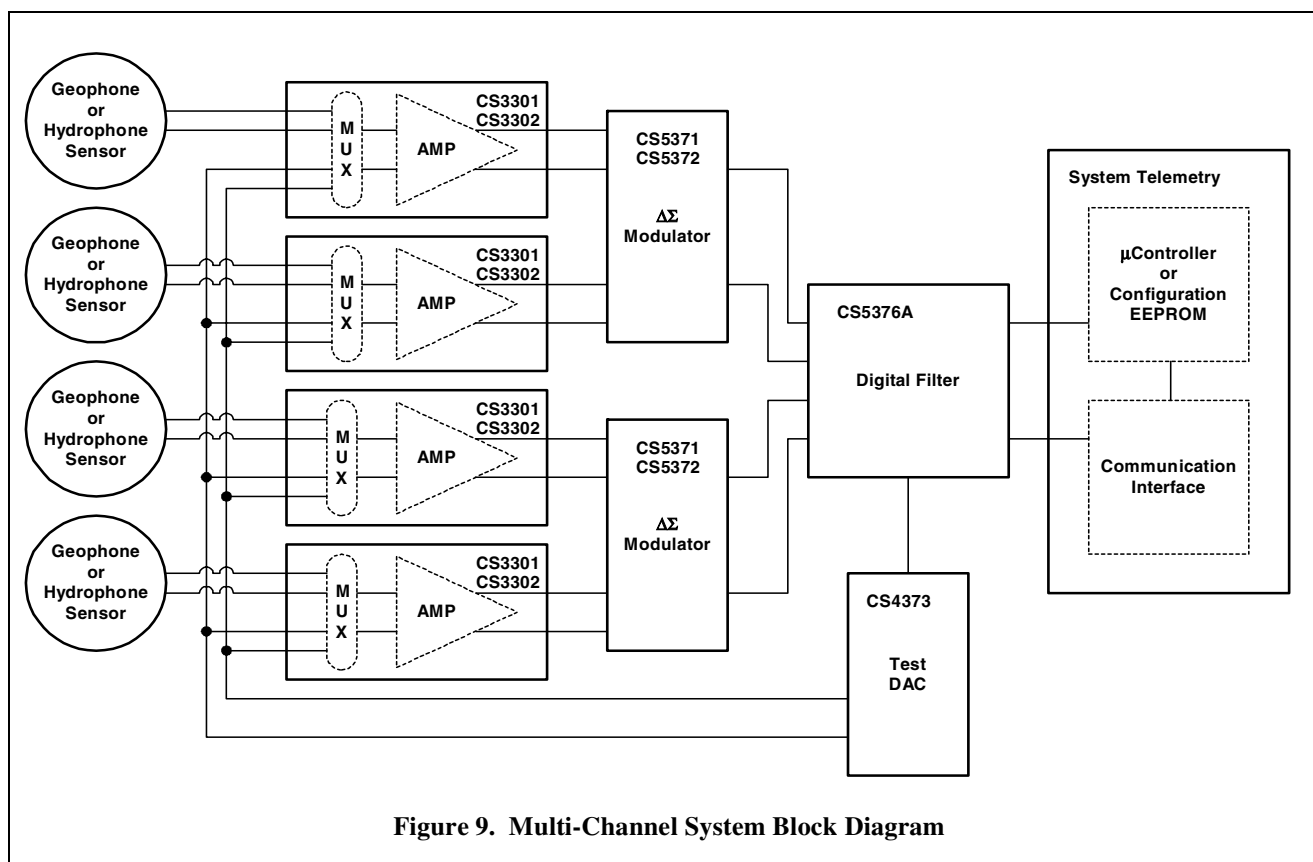 Geophone
or
Hydrophone
Sensor
M
U
X
AMP
CS3301
CS3302
Geophone
or
Hydrophone
Sensor
M
U
X
AMP
CS3301
CS3302
CS5371
CS5372
ΔΣ
Modulator
Geophone
or
Hydrophone
Sensor
M
U
X
AMP
CS3301
CS3302
Geophone
or
Hydrophone
Sensor
M
U
X
AMP
CS3301
CS3302
CS5371
CS5372
ΔΣ
Modulator
CS5376A
Digital Filter
System Telemetry
μController
or
Configuration
EEPROM
Communication
Interface
CS4373
Test
DAC
Figure 9. Multi-Channel System Block Diagram